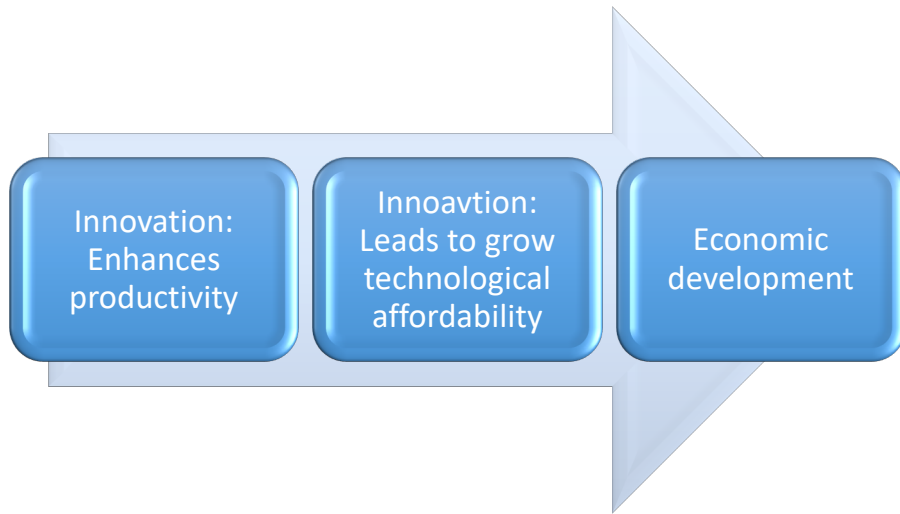 Innovation:
Enhances
productivity
Innoavtion:
Leads to grow
technological
affordability
Economic
development